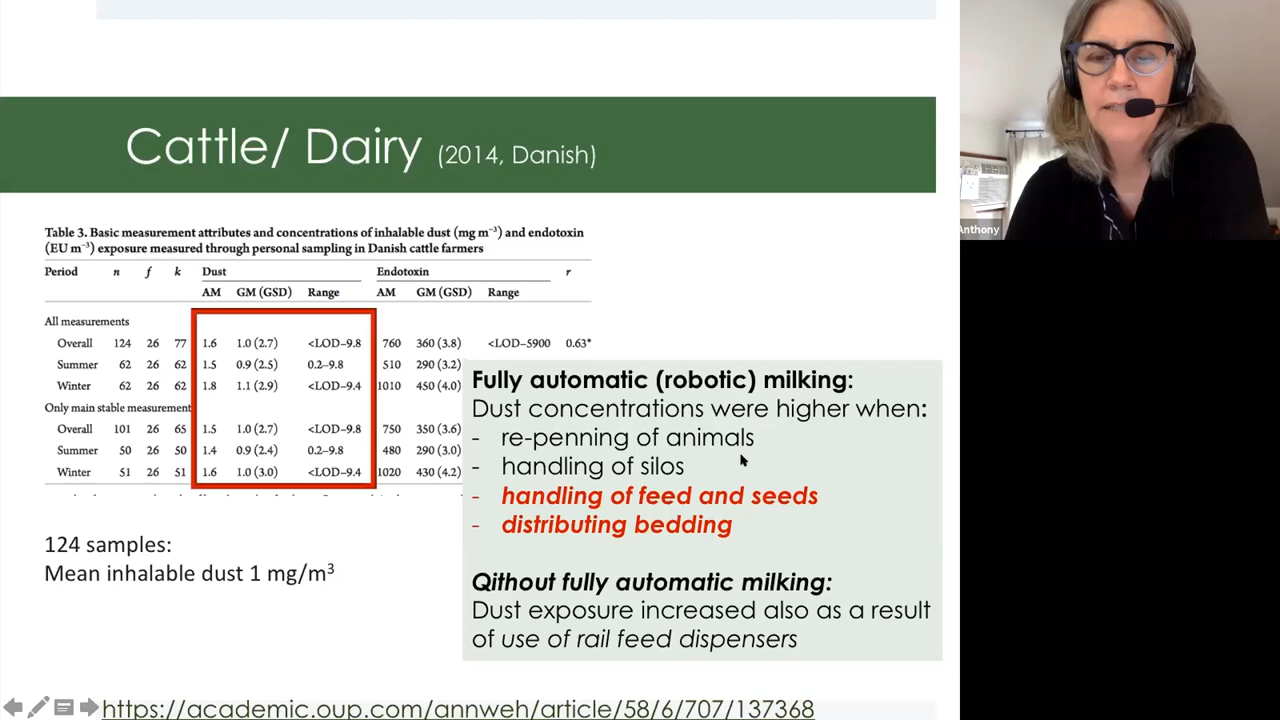 Cattle/ Dairy (2014, Danish)
Table 3. Basic measurement attributes and concentrations of inhalable dust (mg m⁻³) and endotoxin
(EU m⁻³) exposure measured through personal sampling in Danish cattle farmers
Period n f k Dust Endotoxin r
AM GM (GSD) Range AM GM (GSD) Range
All measurements
Overall 124 26 77 1.6 1.0 (2.7) <LOD–9.8 760 360 (3.8) <LOD–5900 0.63*
Summer 62 26 62 1.5 0.9 (2.5) 0.2–9.8 510 290 (3.2)
Winter 62 26 62 1.8 1.1 (2.9) <LOD–9.4 1010 450 (4.0)
Only main stable measurement
Overall 101 26 65 1.5 1.0 (2.7) <LOD–9.8 750 350 (3.6)
Summer 50 26 50 1.4 0.9 (2.4) 0.2–9.8 480 290 (3.0)
Winter 51 26 51 1.6 1.0 (3.0) <LOD–9.4 1020 430 (4.2)
124 samples:
Mean inhalable dust 1 mg/m³
Fully automatic (robotic) milking:
Dust concentrations were higher when:
- re-penning of animals
- handling of silos
- handling of feed and seeds
- distributing bedding
Qithout fully automatic milking:
Dust exposure increased also as a result
of use of rail feed dispensers
https://academic.oup.com/annweh/article/58/6/707/137368
Anthony